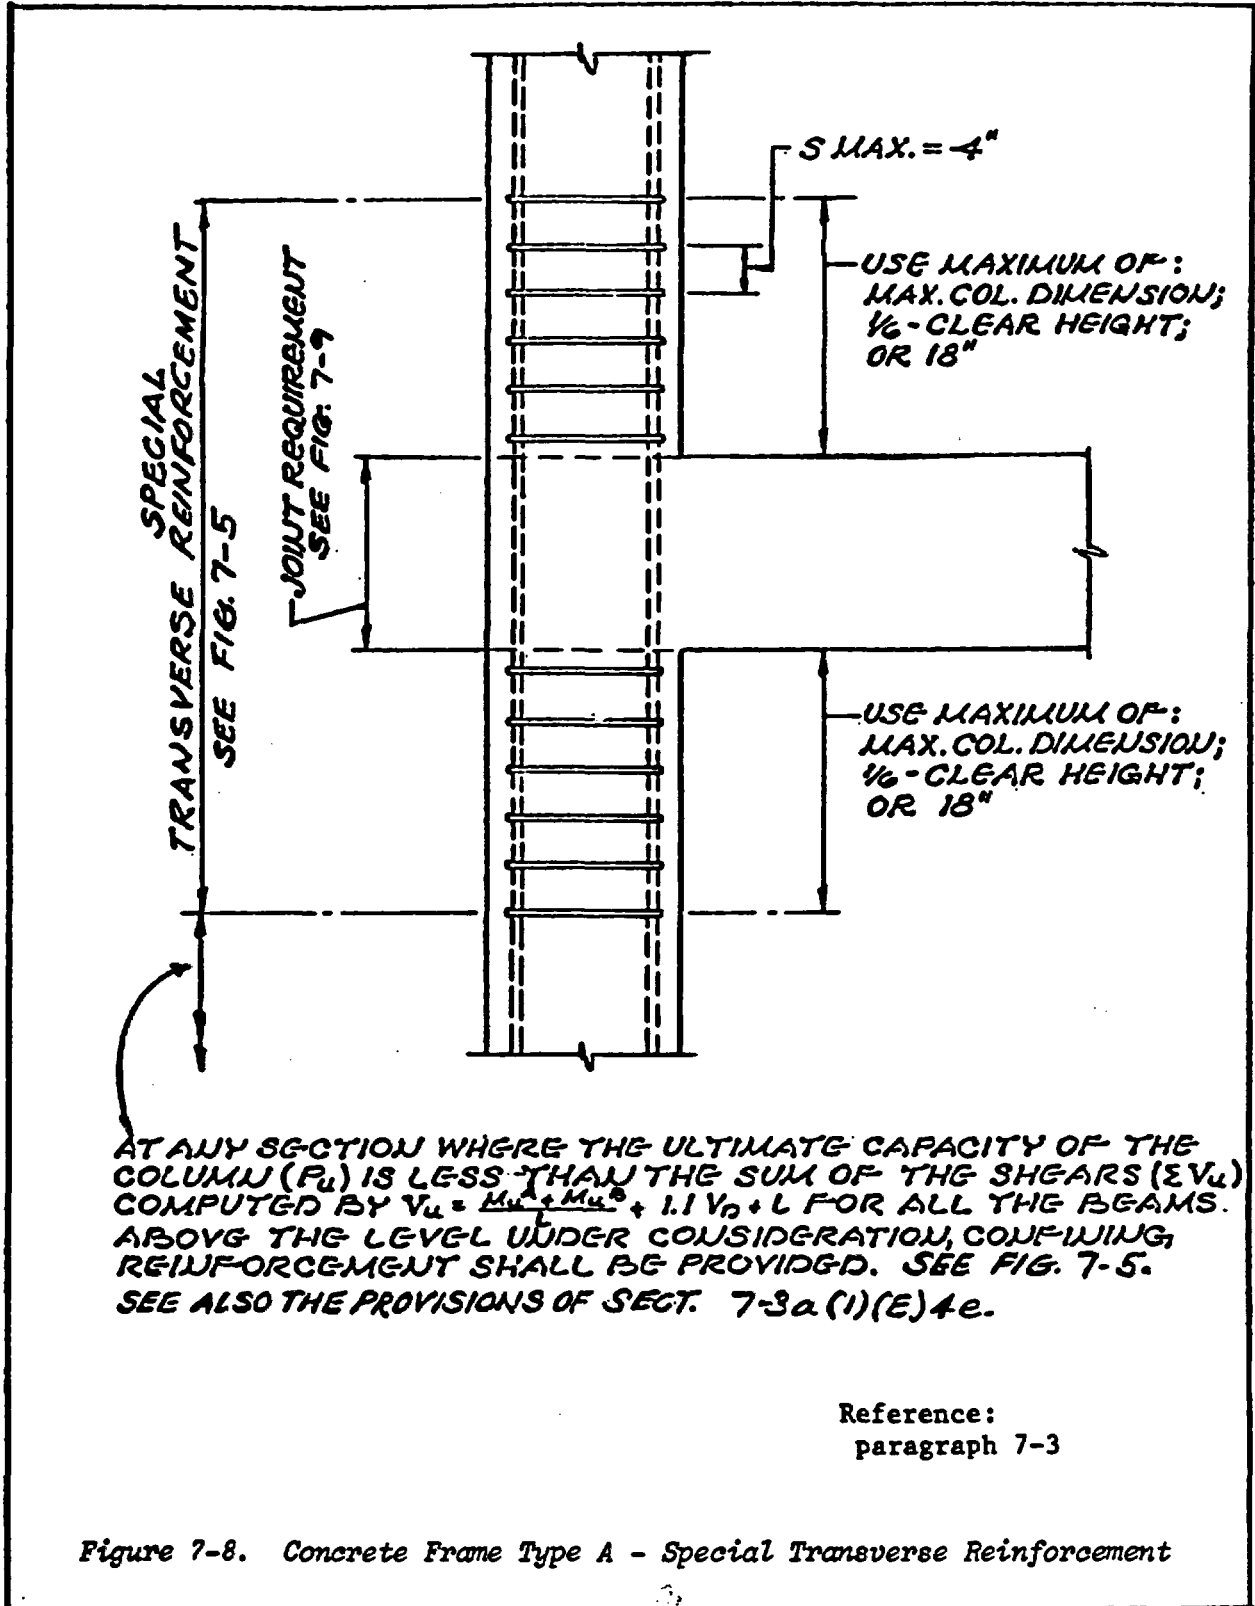 S MAX. = 4"
USE MAXIMUM OF:
MAX. COL. DIMENSION;
1/6 - CLEAR HEIGHT;
OR 18"
SPECIAL
TRANSVERSE REINFORCEMENT
SEE FIG. 7-5
JOINT REQUIREMENT
SEE FIG. 7-9
USE MAXIMUM OF:
MAX. COL. DIMENSION;
1/6 - CLEAR HEIGHT;
OR 18"
AT ANY SECTION WHERE THE ULTIMATE CAPACITY OF THE
COLUMN (Pu) IS LESS THAN THE SUM OF THE SHEARS (ΣVu)
COMPUTED BY Vu = (Mu^A + Mu^B)/L + 1.1 VD+L FOR ALL THE BEAMS.
ABOVE THE LEVEL UNDER CONSIDERATION, CONFINING
REINFORCEMENT SHALL BE PROVIDED. SEE FIG. 7-5.
SEE ALSO THE PROVISIONS OF SECT. 7-3a (1)(E)4e.
Reference:
paragraph 7-3
Figure 7-8. Concrete Frame Type A - Special Transverse Reinforcement